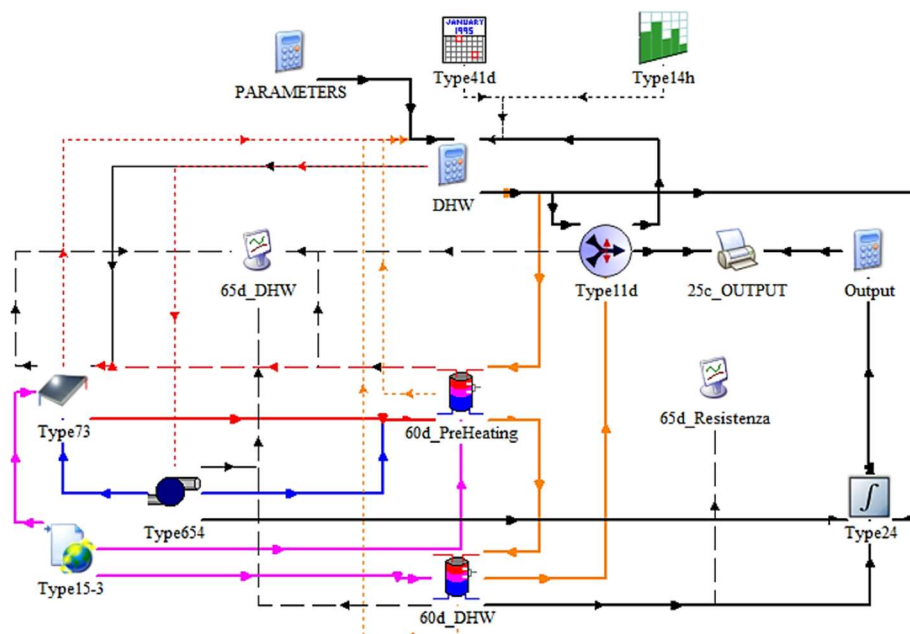 JANUARY
1995
PARAMETERS
Type41d
Type14h
DHW
65d_DHW
Type11d
25c_OUTPUT
Output
Type73
60d_PreHeating
65d_Resistenza
Type654
Type24
Type15-3
60d_DHW